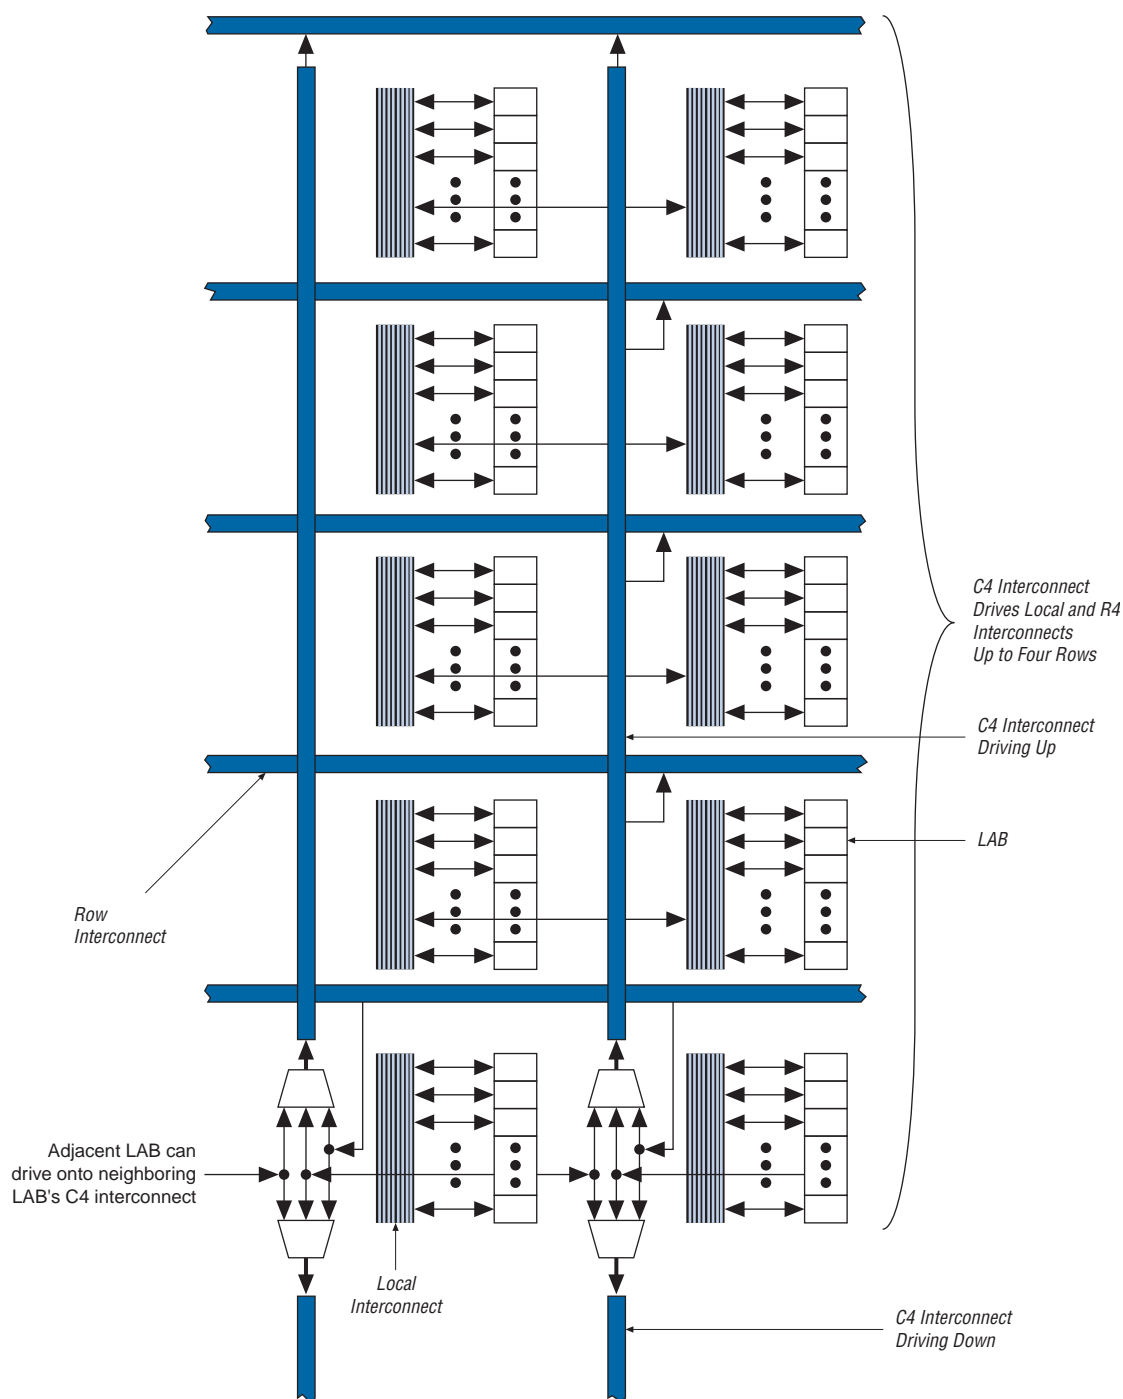 C4 Interconnect
Drives Local and R4
Interconnects
Up to Four Rows
C4 Interconnect
Driving Up
LAB
Row
Interconnect
Adjacent LAB can
drive onto neighboring
LAB's C4 interconnect
Local
Interconnect
C4 Interconnect
Driving Down